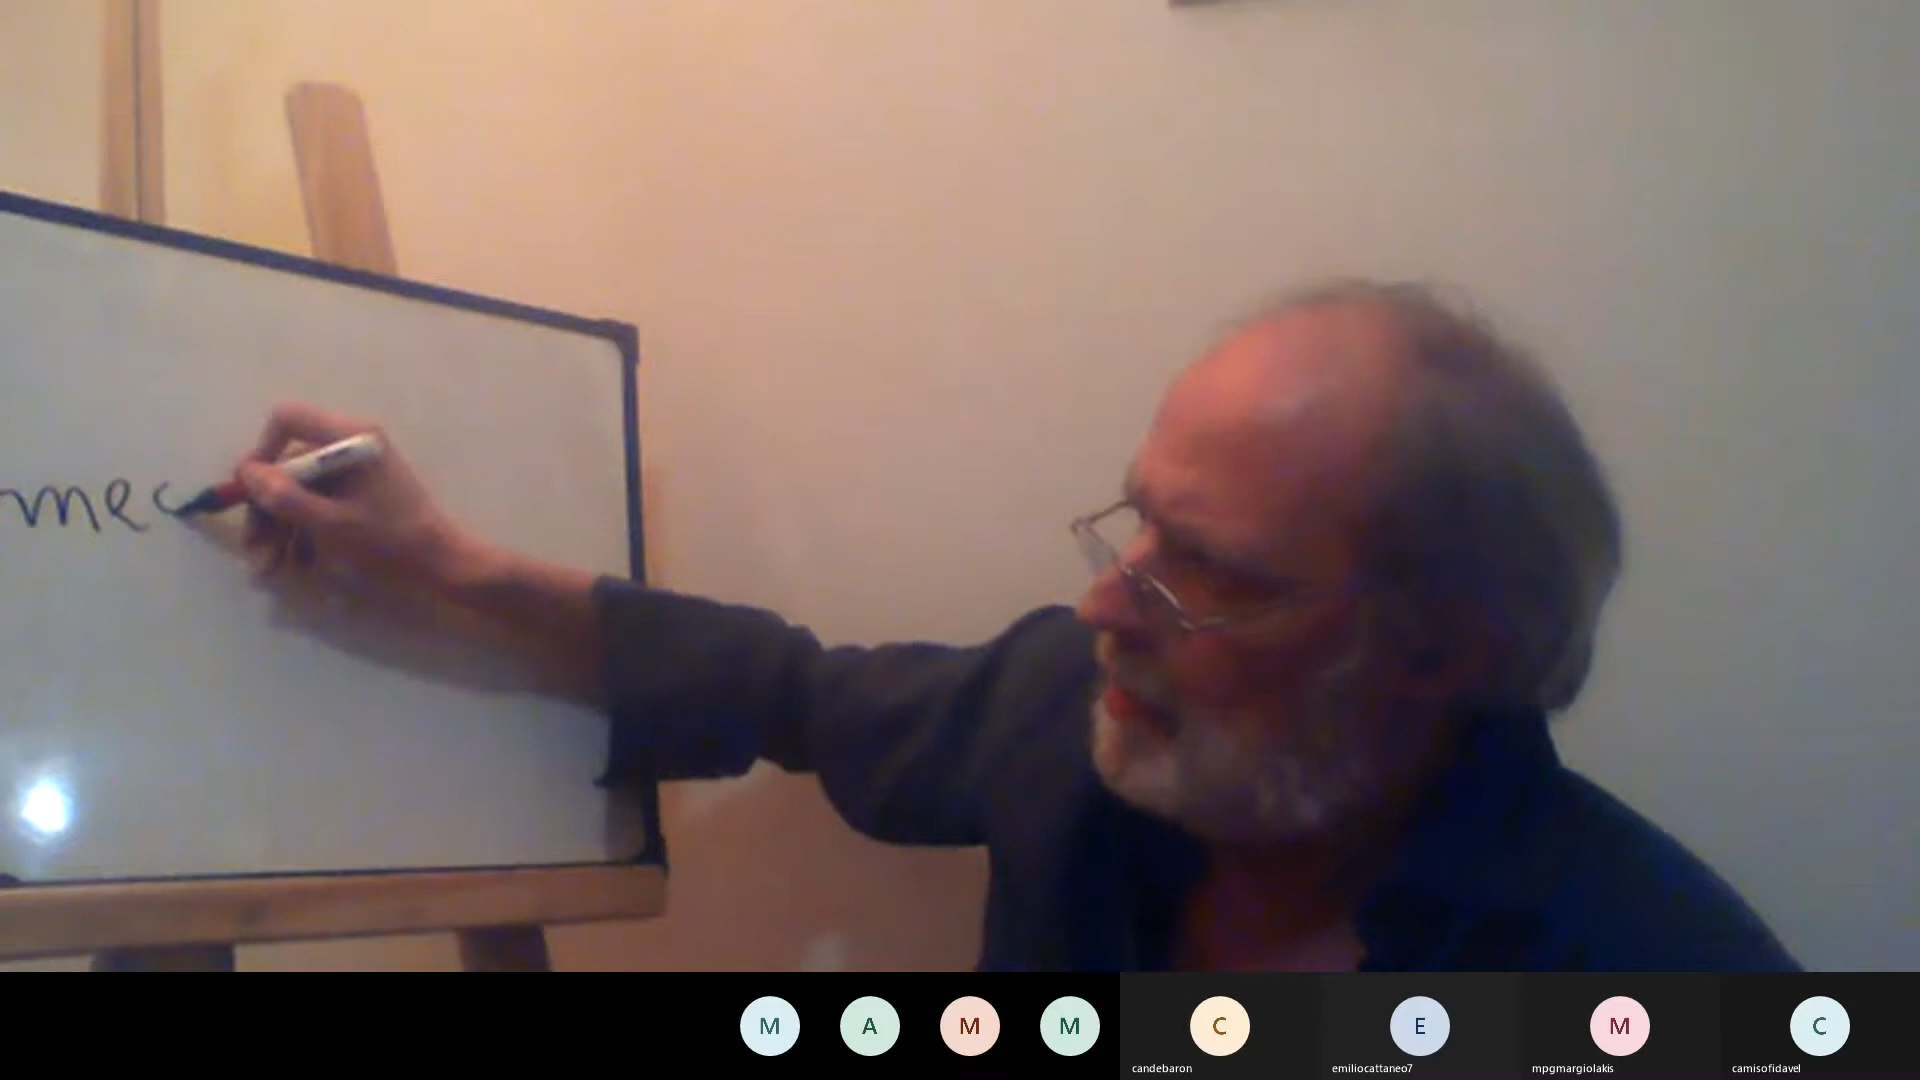 mec
M
A
M
M
C
E
M
C
candebaron
emiliocattaneo7
mpgmargiolakis
camisofidavel